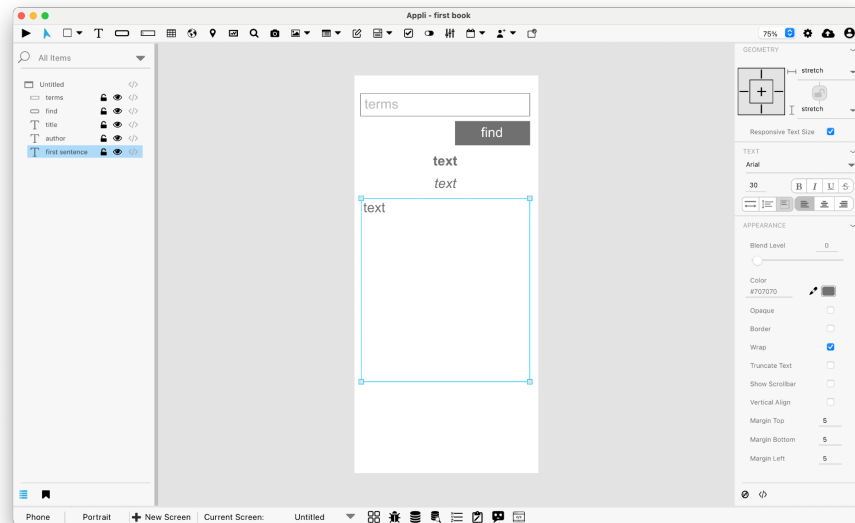 Appli - first book
75%
All Items
Untitled
terms
find
title
author
first sentence
terms
find
text
text
text
GEOMETRY
stretch
stretch
Responsive Text Size
TEXT
Arial
30
B I U S
APPEARANCE
Blend Level 0
Color
#707070
Opaque
Border
Wrap
Truncate Text
Show Scrollbar
Vertical Align
Margin Top 5
Margin Bottom 5
Margin Left 5
Phone Portrait New Screen Current Screen: Untitled